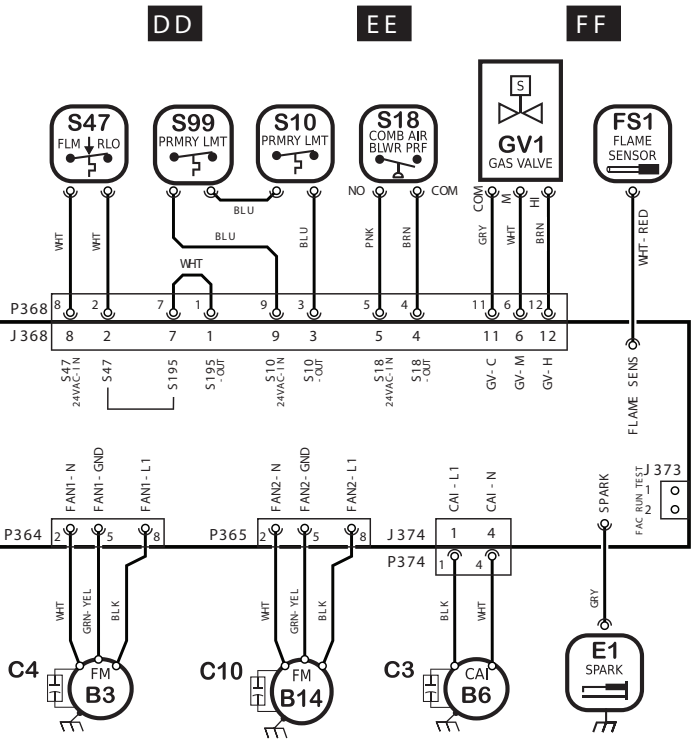 DD EE FF
S47 S99 S10 S18 GV1 FS1
FLM RLO PRMRY LMT PRMRY LMT COMB AIR BLWR PRF S GAS VALVE FLAME SENSOR
NO COM COM M HI
BLU
WHT WHT BLU BLU PNK BRN GRY WHT BRN WHT-RED
WHT
P368 8 2 7 1 9 3 5 4 11 6 12
J368 8 2 7 1 9 3 5 4 11 6 12
S47 24VAC-IN S47 S195 S195 -OUT S10 24VAC-IN S10 -OUT S18 24VAC-IN S18 -OUT GV-C GV-M GV-H FLAME SENS
FAN1-N FAN1-GND FAN1-L1 FAN2-N FAN2-GND FAN2-L1 CAI-L1 CAI-N SPARK FAC RUN TEST J373
1
2
P364 2 5 8 P365 2 5 8 J374 1 4
P374 1 4
WHT GRN-YEL BLK WHT GRN-YEL BLK BLK WHT GRY
C4 FM B3 C10 FM B14 C3 CAI B6 E1 SPARK